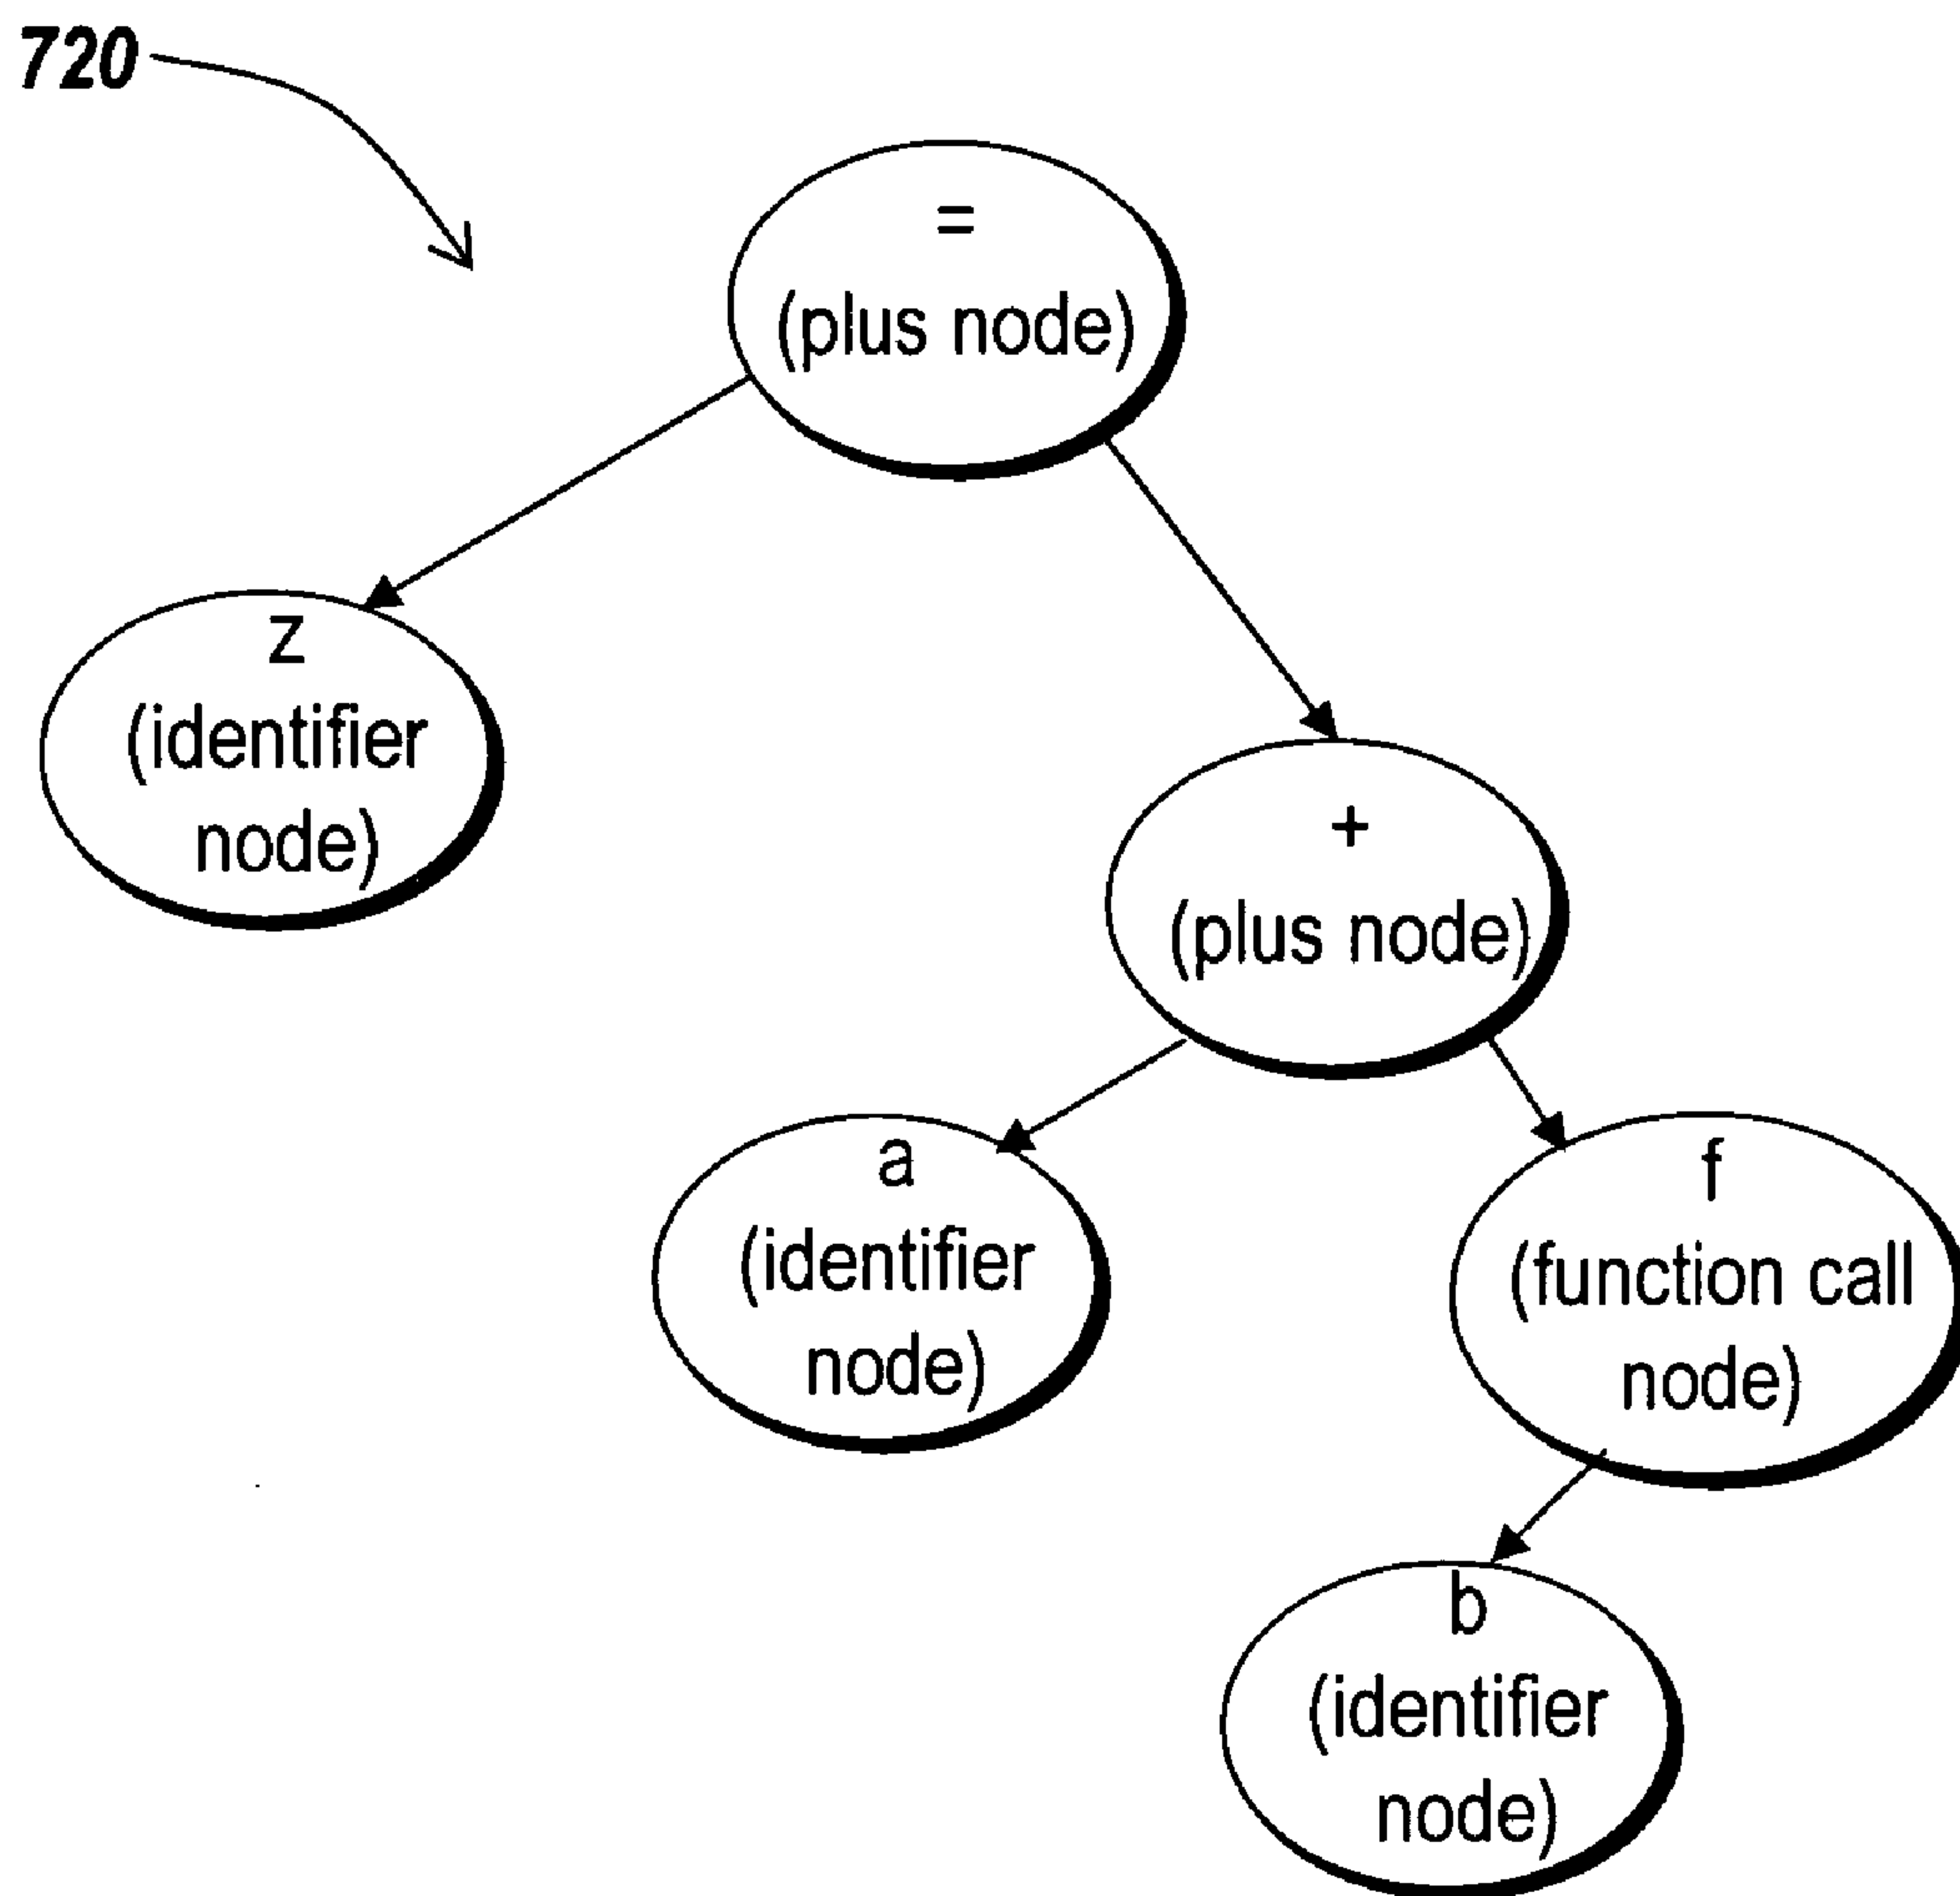 720
=
(plus node)
z
(identifier
node)
+
(plus node)
a
(identifier
node)
f
(function call
node)
b
(identifier
node)